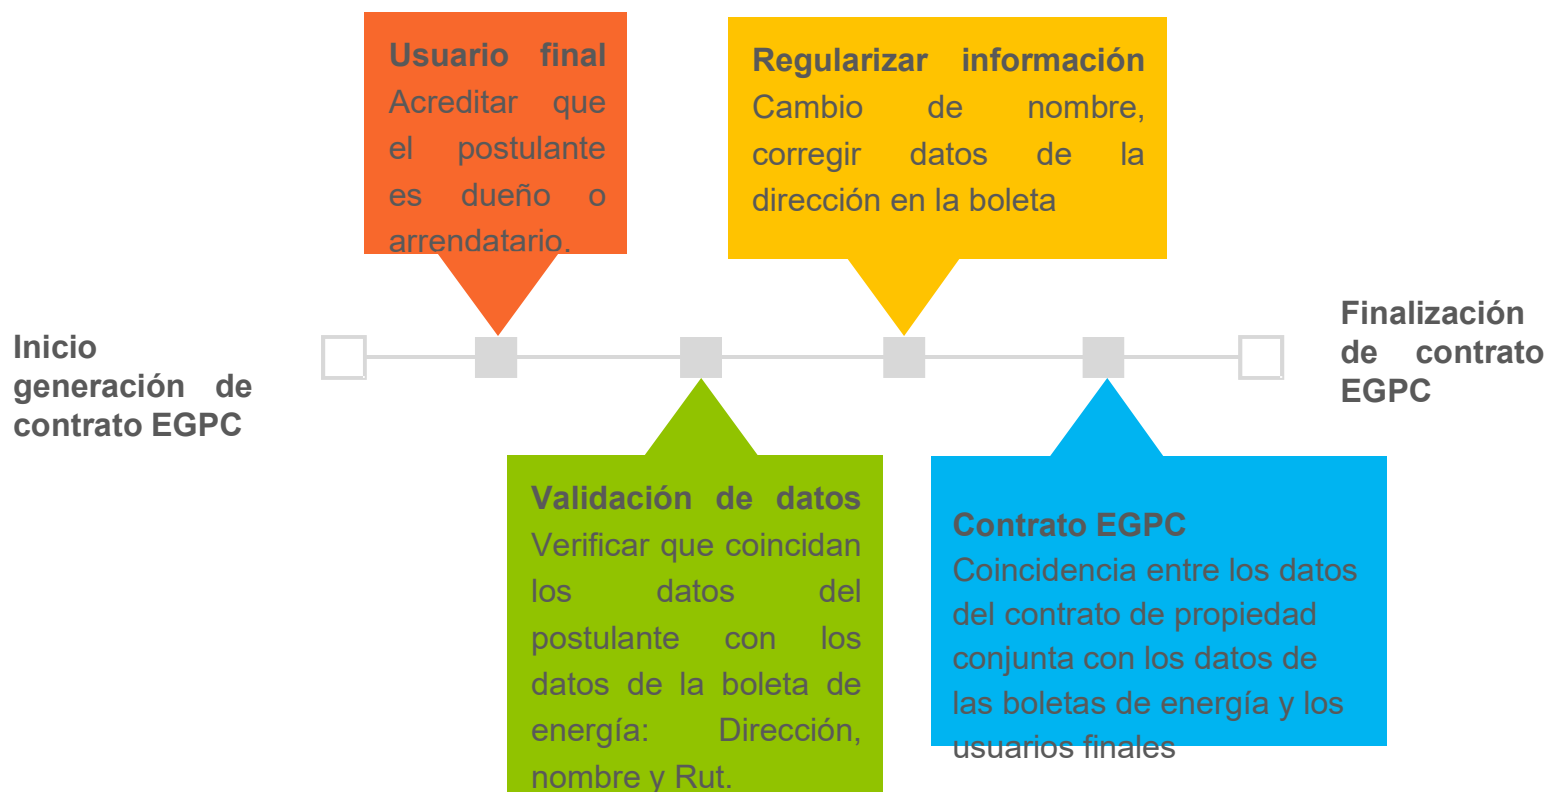 Inicio
generación de
contrato EGPC
Usuario final
Acreditar que
el postulante
es dueño o
arrendatario.
Validación de datos
Verificar que coincidan
los datos del
postulante con los
datos de la boleta de
energía: Dirección,
nombre y Rut.
Regularizar información
Cambio de nombre,
corregir datos de la
dirección en la boleta
Contrato EGPC
Coincidencia entre los datos
del contrato de propiedad
conjunta con los datos de
las boletas de energía y los
usuarios finales
Finalización
de contrato
EGPC